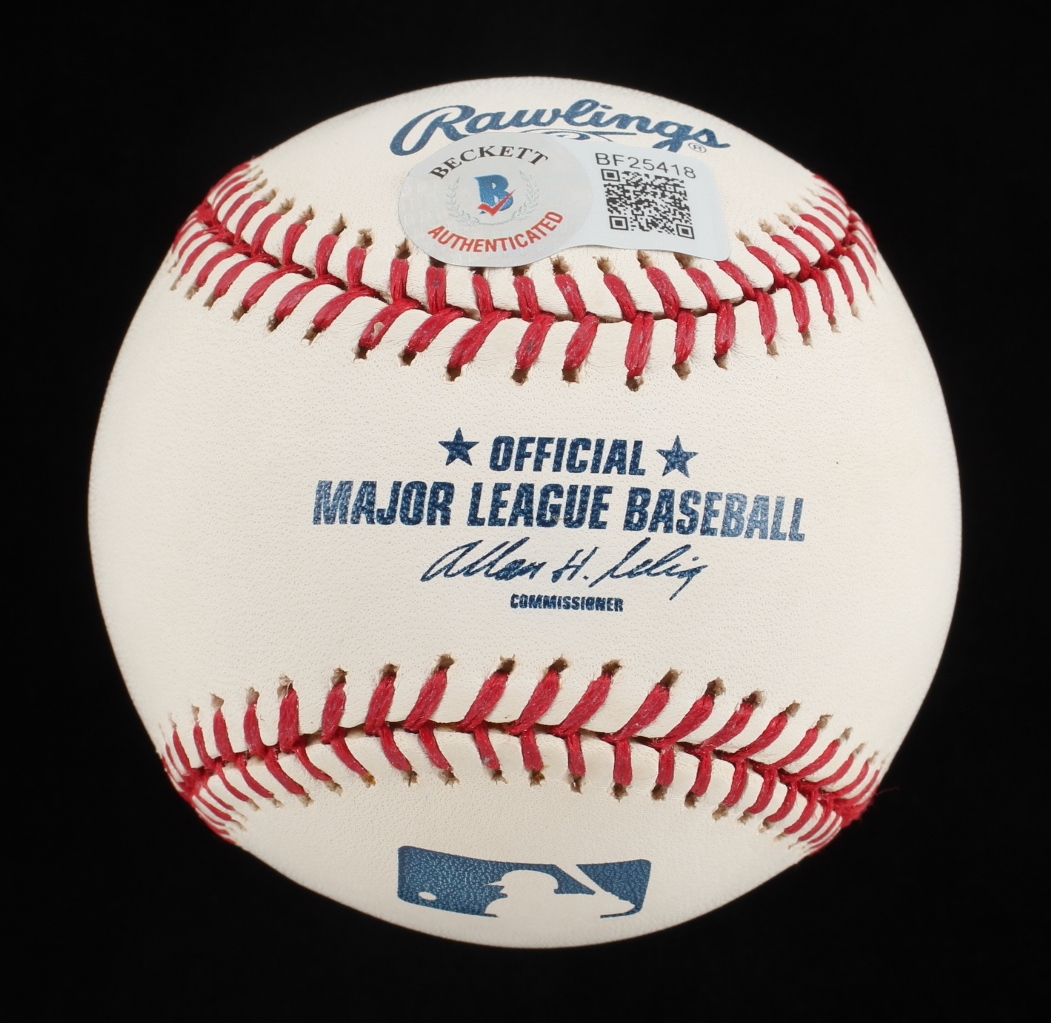 Rawlings®
BECKETT
B
AUTHENTICATED
BF25418
OFFICIAL
MAJOR LEAGUE BASEBALL
Allan H. Selig
COMMISSIONER